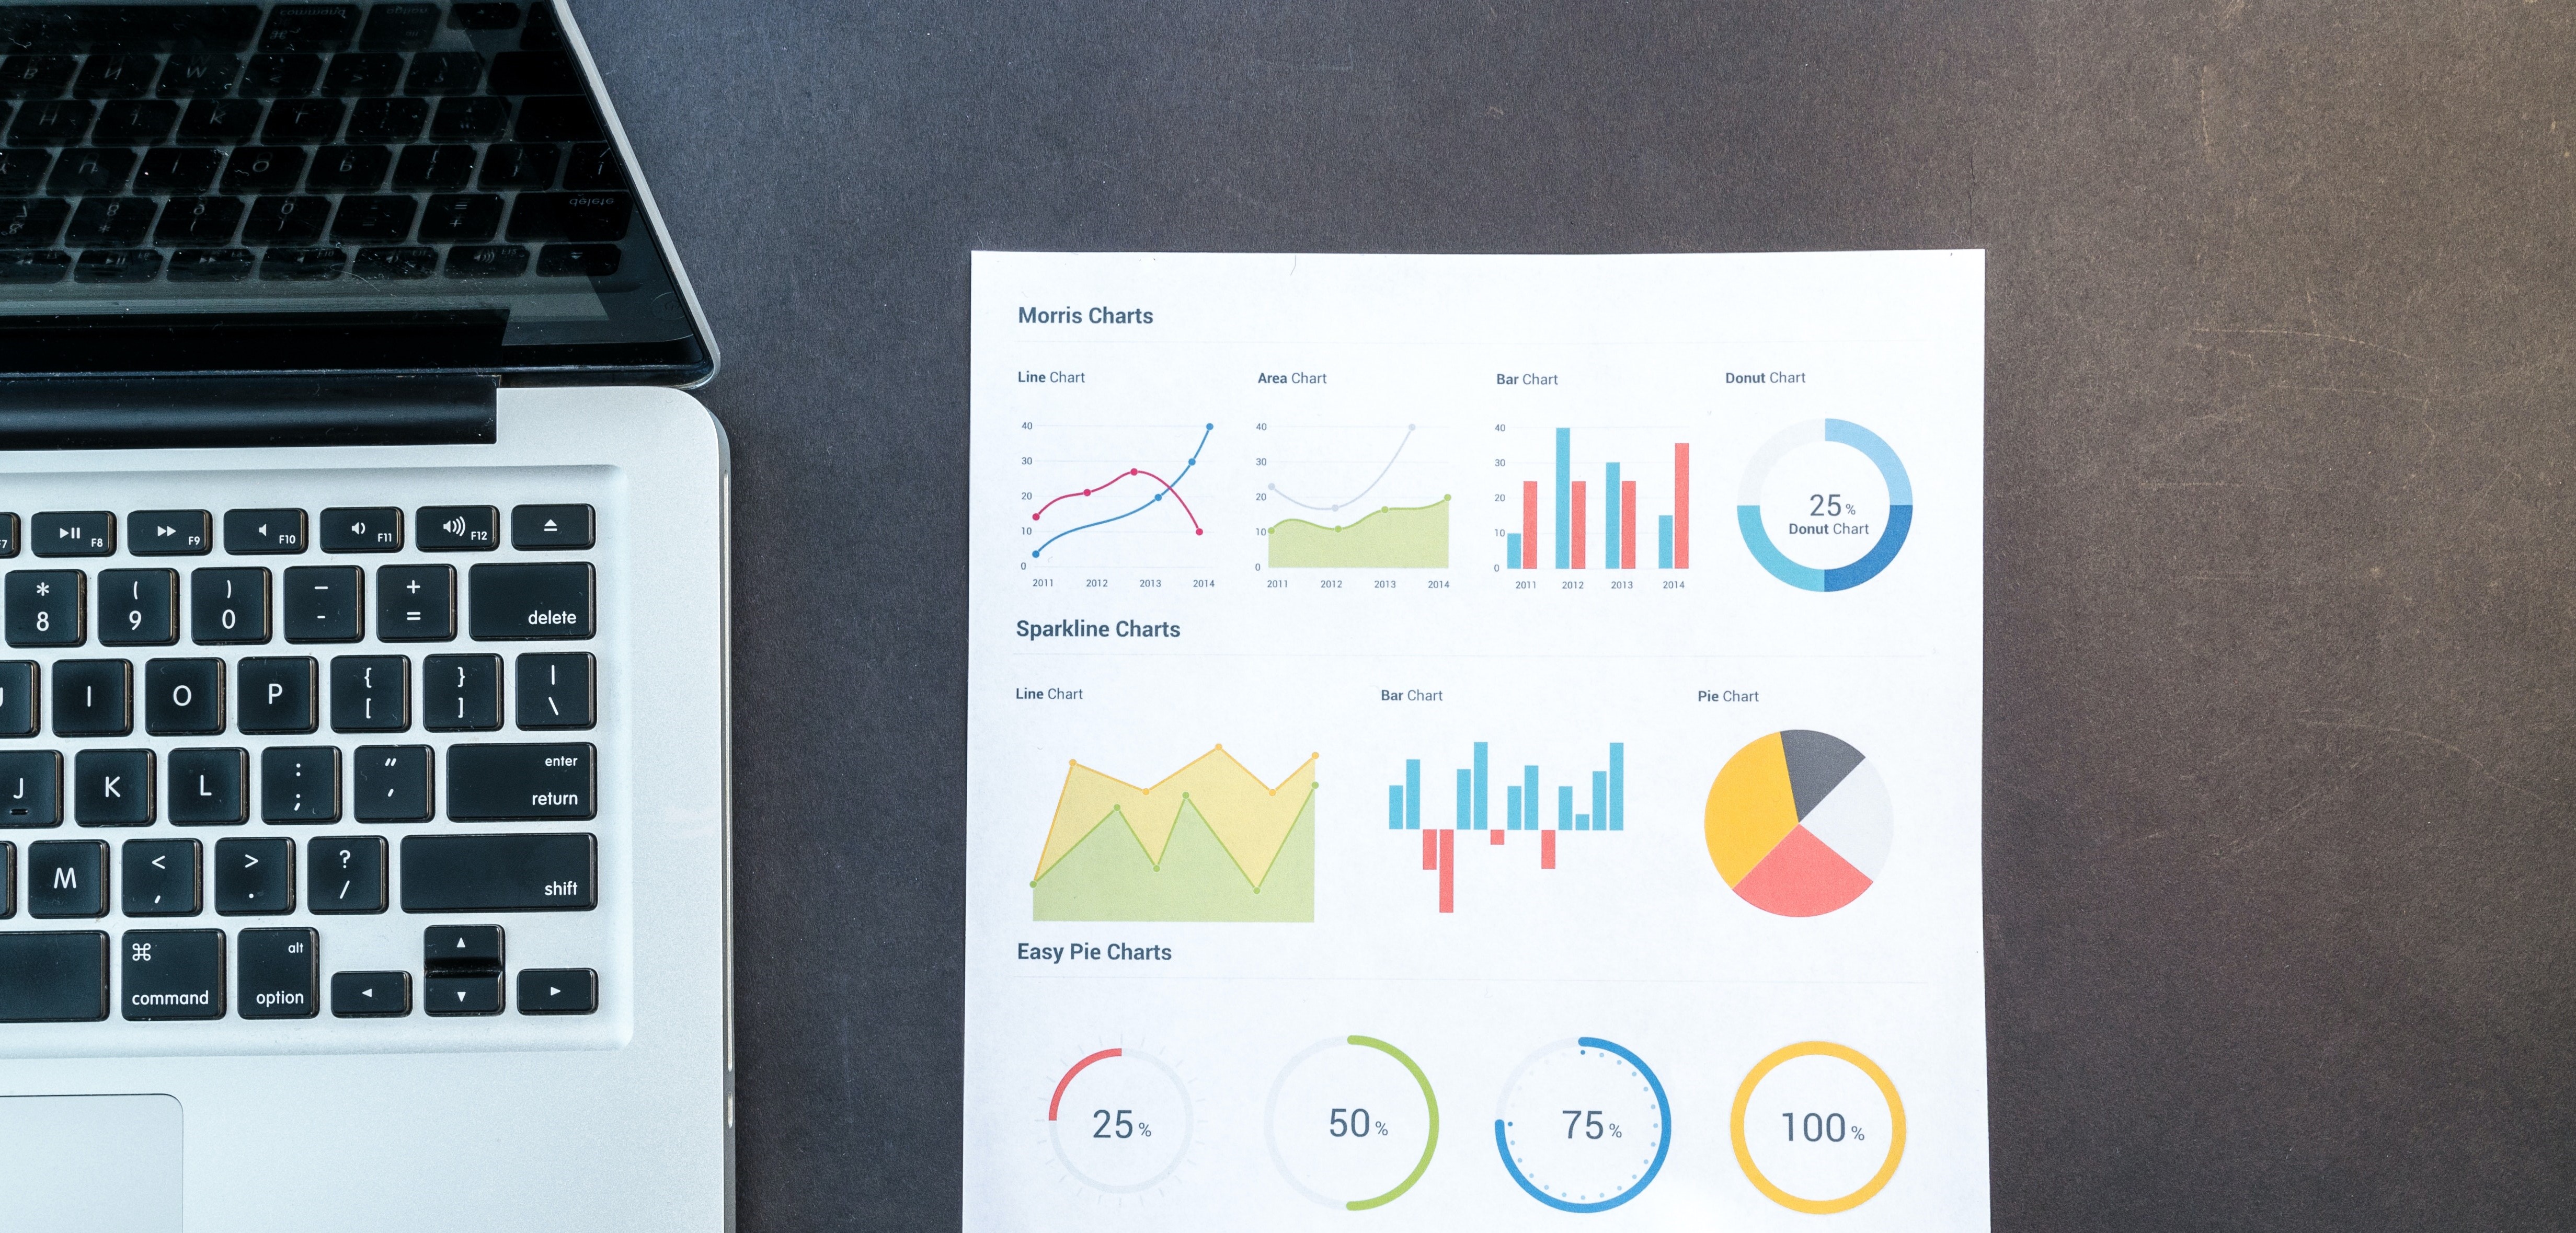 F7 F8 F9 F10 F11 F12
* ( ) _ +
8 9 0 - = delete
I O P { } |
[ ] \
J K L : " enter
; ' return
M < > ?
, . / shift
⌘ alt
command option
delete
Morris Charts
Line Chart Area Chart Bar Chart Donut Chart
40 40 40
30 30 30
20 20 20
10 10 10
0 0 0
2011 2012 2013 2014 2011 2012 2013 2014 2011 2012 2013 2014
25%
Donut Chart
Sparkline Charts
Line Chart Bar Chart Pie Chart
Easy Pie Charts
25% 50% 75% 100%